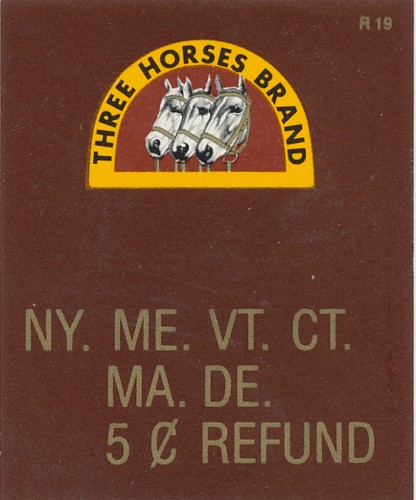 R 19
THREE HORSES BRAND
NY. ME. VT. CT.
MA. DE.
5 ¢ REFUND